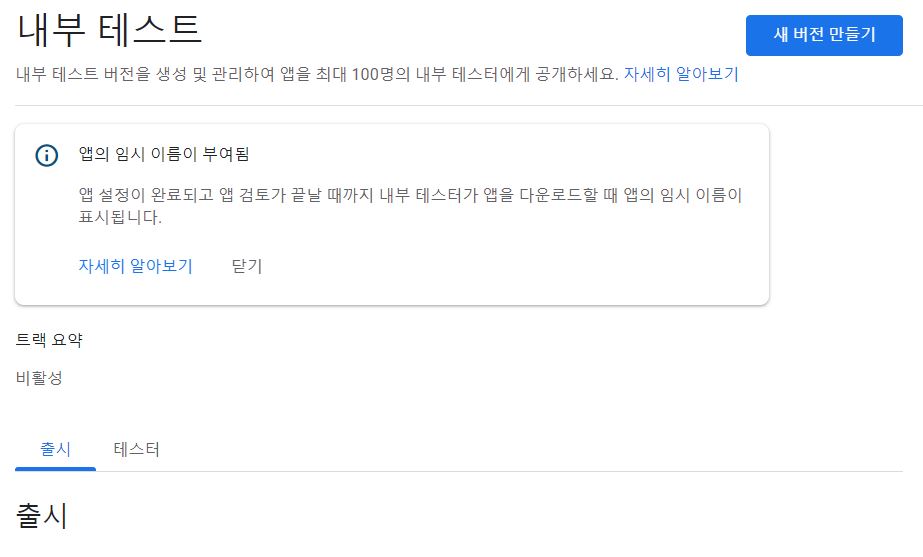 내부 테스트
새 버전 만들기
내부 테스트 버전을 생성 및 관리하여 앱을 최대 100명의 내부 테스터에게 공개하세요. 자세히 알아보기
앱의 임시 이름이 부여됨
앱 설정이 완료되고 앱 검토가 끝날 때까지 내부 테스터가 앱을 다운로드할 때 앱의 임시 이름이
표시됩니다.
자세히 알아보기 닫기
트랙 요약
비활성
출시 테스터
출시